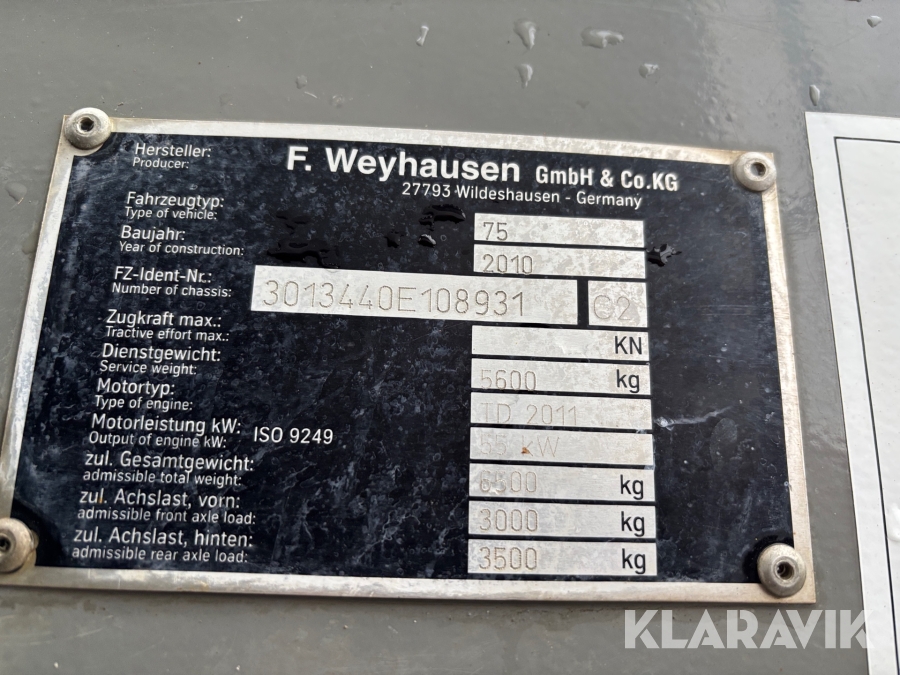 Hersteller:
Producer:
F. Weyhausen GmbH & Co.KG
27793 Wildeshausen - Germany
Fahrzeugtyp:
Type of vehicle:
75
Baujahr:
Year of construction:
2010
FZ-Ident-Nr.:
Number of chassis:
3013440E108931
Zugkraft max.:
Tractive effort max.:
KN
Dienstgewicht:
Service weight:
5600 kg
Motortyp:
Type of engine:
TD 2011
Motorleistung kW:
Output of engine kW:
ISO 9249
KW
zul. Gesamtgewicht:
admissible total weight:
kg
zul. Achslast, vorn:
admissible front axle load:
3000 kg
zul. Achslast, hinten:
admissible rear axle load:
3500 kg
KLARAVIK